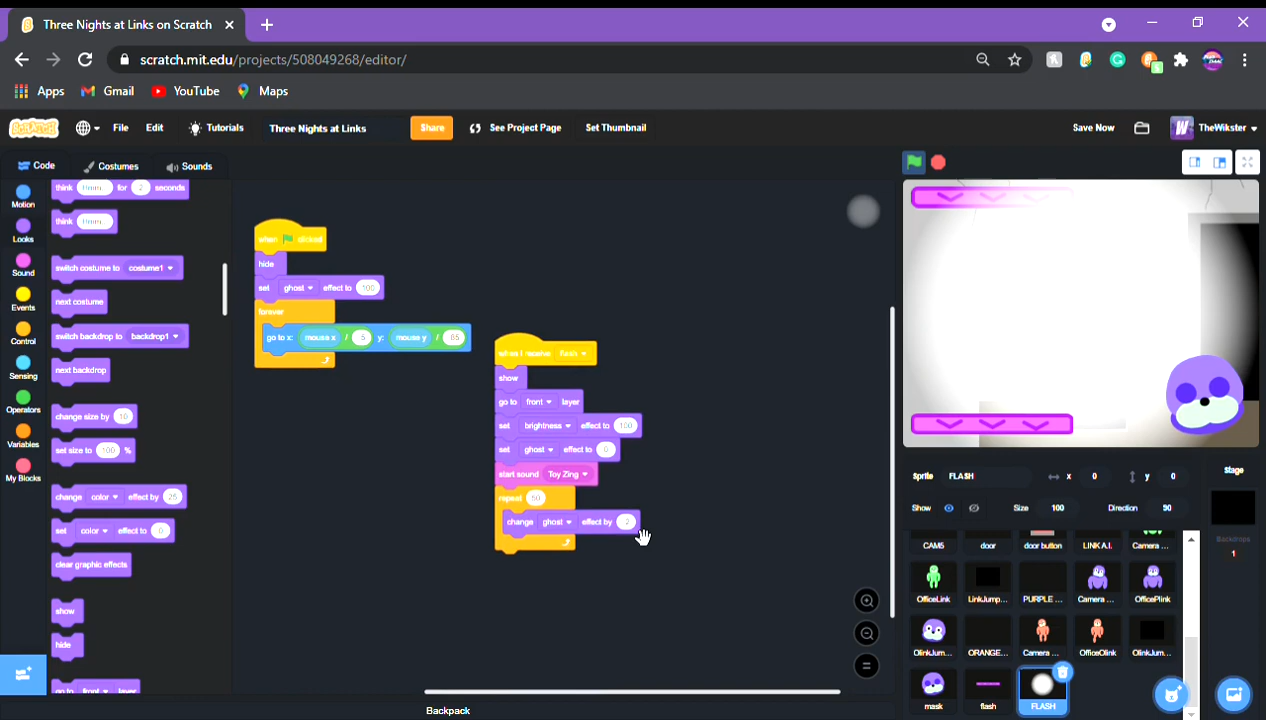 Three Nights at Links on Scratch
scratch.mit.edu/projects/508049268/editor/
Apps Gmail YouTube Maps
SCRATCH File Edit Tutorials Three Nights at Links Share See Project Page Set Thumbnail Save Now TheWikster
Code Costumes Sounds
Motion
Looks
Sound
Events
Control
Sensing
Operators
Variables
My Blocks
think Hmm... for 2 seconds
think Hmm...
switch costume to costume1
next costume
switch backdrop to backdrop1
next backdrop
change size by 10
set size to 100 %
change color effect by 25
set color effect to 0
clear graphic effects
show
hide
go to front layer
when clicked
hide
set ghost effect to 100
forever
go to x: mouse x / .5 y: mouse y / .65
when I receive flash
show
go to front layer
set brightness effect to 100
set ghost effect to 0
start sound Toy Zing
repeat 50
change ghost effect by 2
Backpack
Sprite FLASH x 0 y 0
Show Size 100 Direction 90
CAM5 door door button LINK A.I. Camera ...
OfficeLink LinkJump... PURPLE ... Camera ... OfficePlink
OlinkJum... ORANGE... Camera ... OfficeOlink OlinkJum...
mask flash FLASH
Stage
Backdrops
1